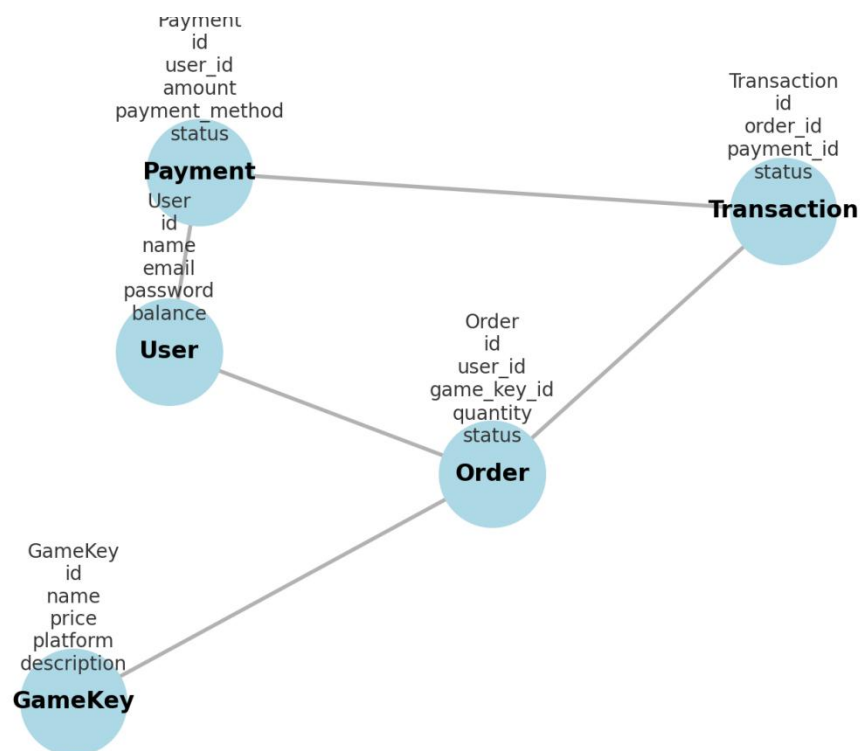 Payment
id
user_id
amount
payment_method
status
Payment
Transaction
id
order_id
payment_id
status
Transaction
User
id
name
email
password
balance
User
Order
id
user_id
game_key_id
quantity
status
Order
GameKey
id
name
price
platform
description
GameKey